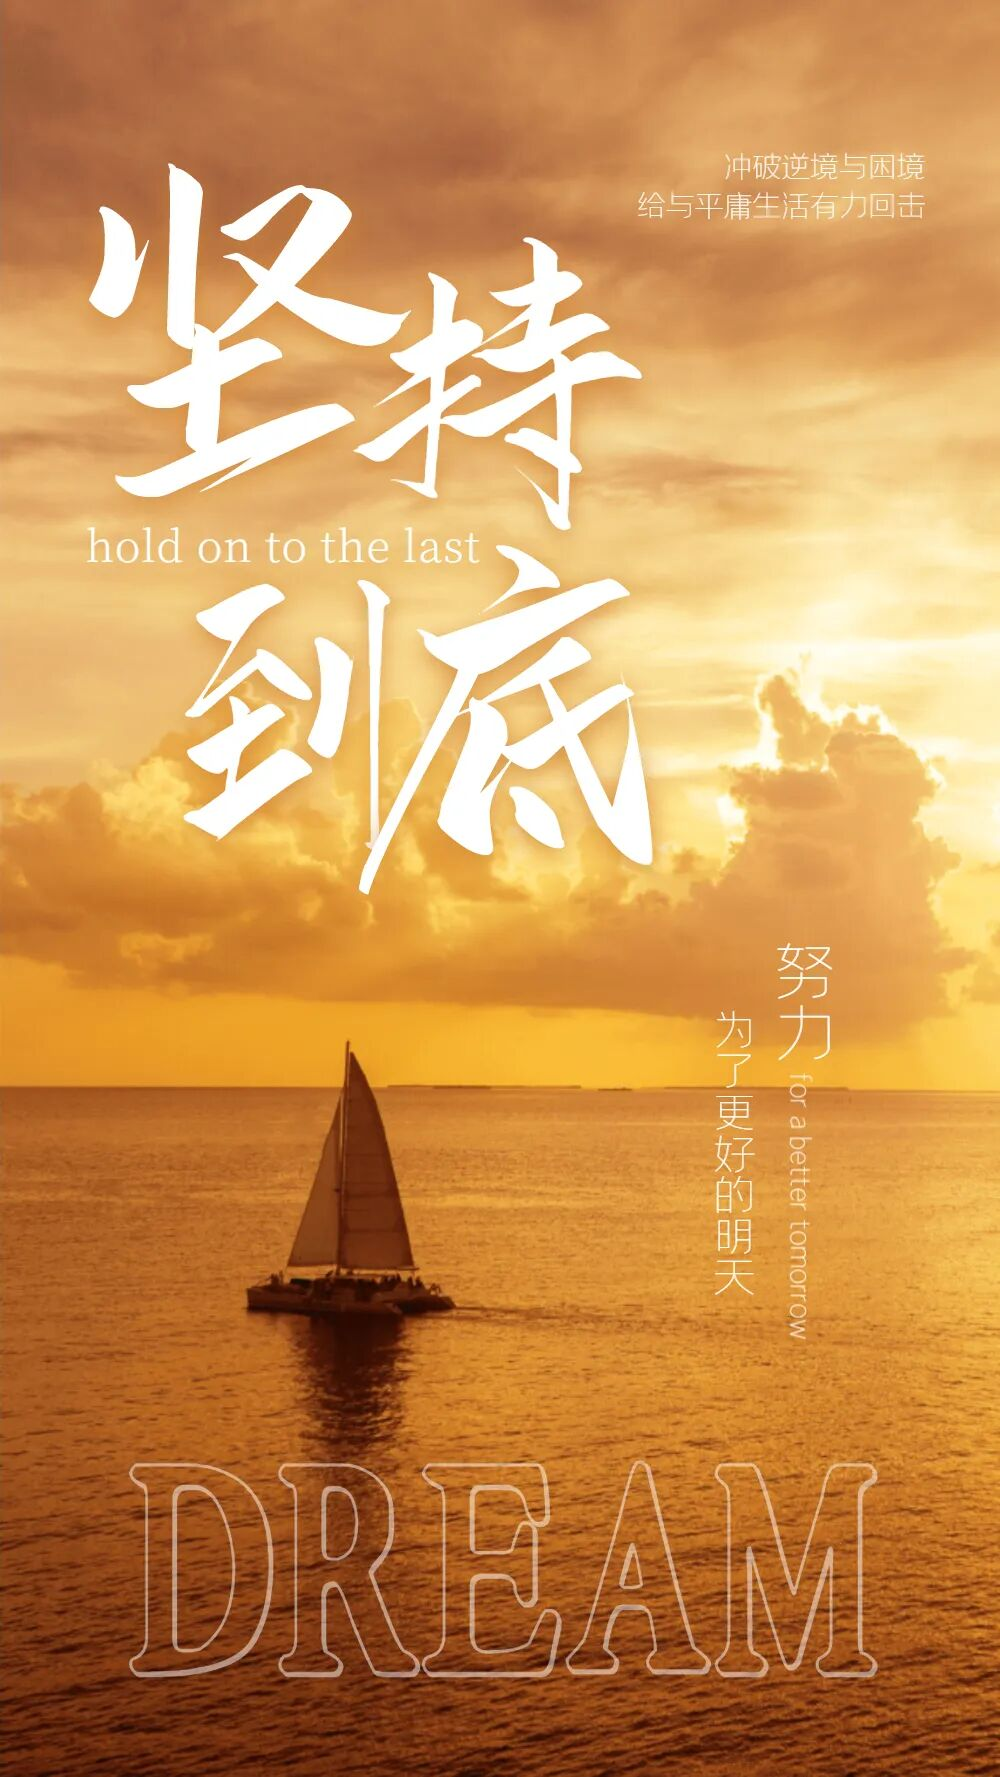 冲破逆境与困境
给与平庸生活有力回击
坚持
hold on to the last
到底
努力
for a better tomorrow
为了更好的明天
DREAM